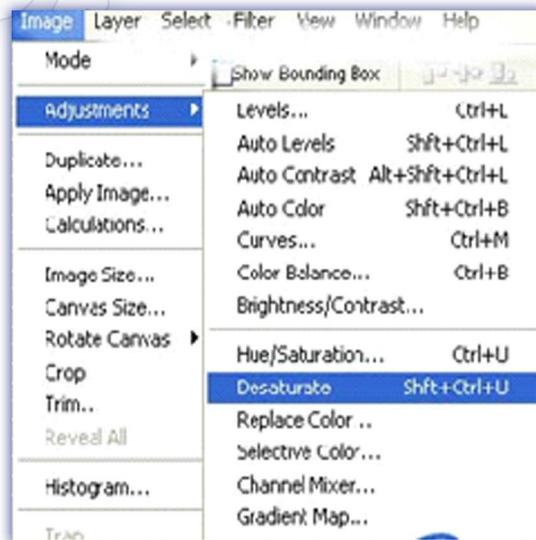 Image Layer Select Filter View Window Help
Mode
Show Bounding Box
Adjustments
Duplicate...
Apply Image...
Calculations...
Image Size...
Canvas Size...
Rotate Canvas
Crop
Trim...
Reveal All
Histogram...
Trap
Levels... Ctrl+L
Auto Levels Shft+Ctrl+L
Auto Contrast Alt+Shft+Ctrl+L
Auto Color Shft+Ctrl+B
Curves... Ctrl+M
Color Balance... Ctrl+B
Brightness/Contrast...
Hue/Saturation... Ctrl+U
Desaturate Shft+Ctrl+U
Replace Color...
Selective Color...
Channel Mixer...
Gradient Map...